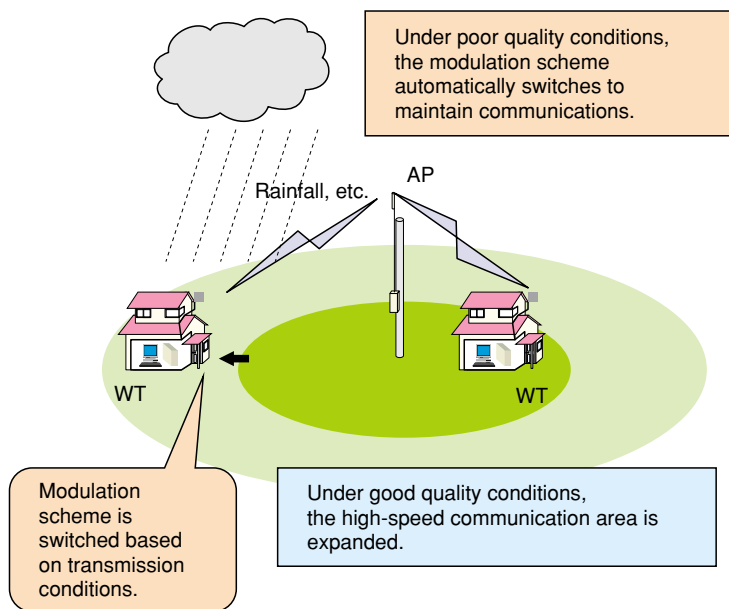 Under poor quality conditions,
the modulation scheme
automatically switches to
maintain communications.
AP
Rainfall, etc.
WT
WT
Modulation
scheme is
switched based
on transmission
conditions.
Under good quality conditions,
the high-speed communication area is
expanded.